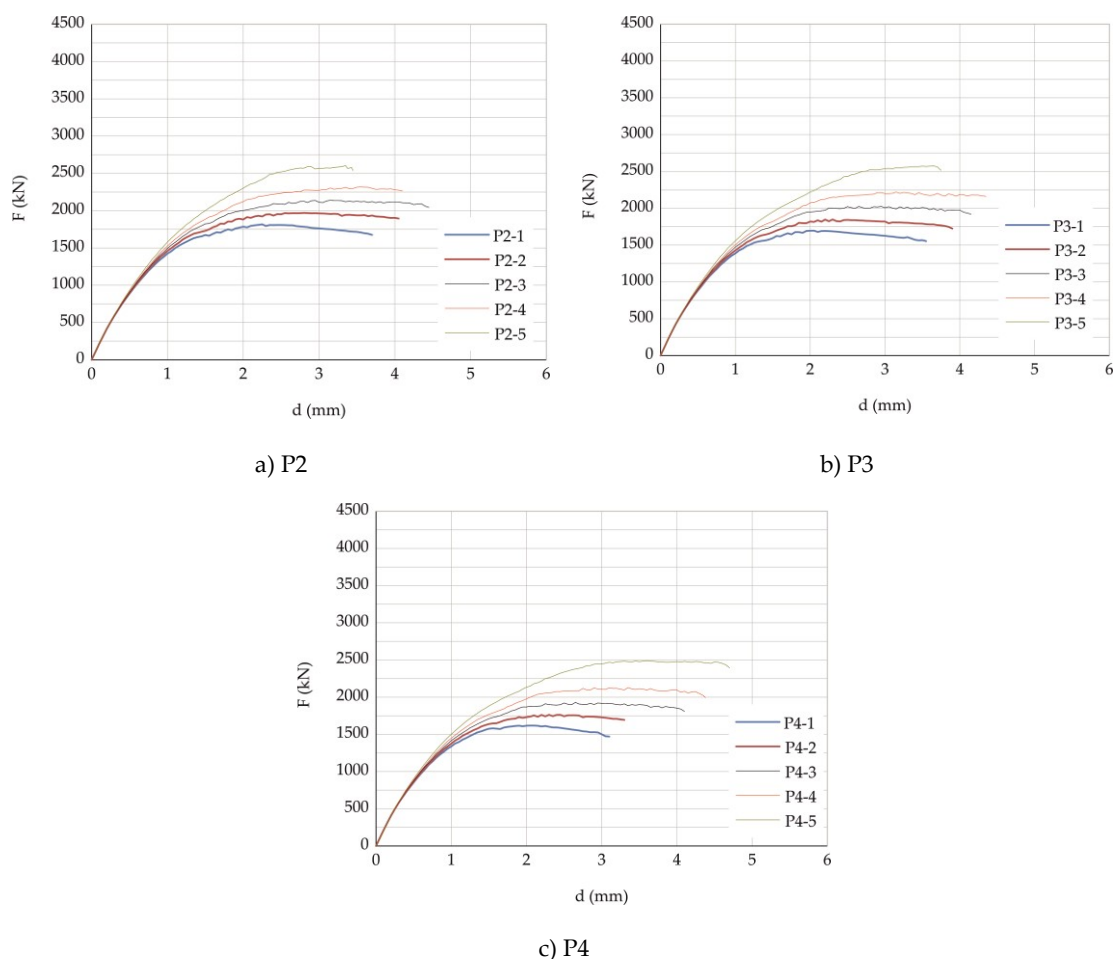 4500
4000
3500
3000
2500
2000
1500
1000
500
0
F (kN)
0 1 2 3 4 5 6
d (mm)
P2-1
P2-2
P2-3
P2-4
P2-5
a) P2
4500
4000
3500
3000
2500
2000
1500
1000
500
0
F (kN)
0 1 2 3 4 5 6
d (mm)
P3-1
P3-2
P3-3
P3-4
P3-5
b) P3
4500
4000
3500
3000
2500
2000
1500
1000
500
0
F (kN)
0 1 2 3 4 5 6
d (mm)
P4-1
P4-2
P4-3
P4-4
P4-5
c) P4